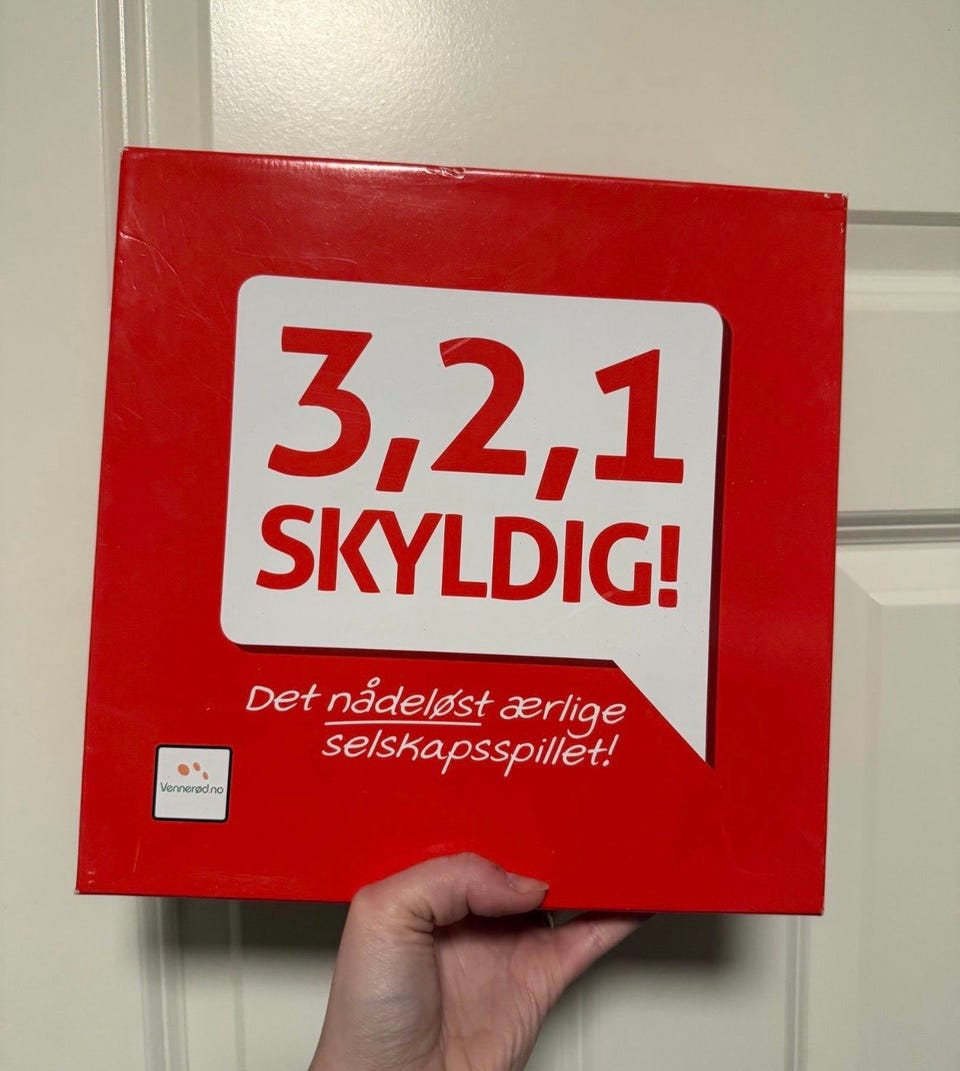 3,2,1
SKYLDIG!
Det nådeløst ærlige
selskapsspillet!
Vennerød.no